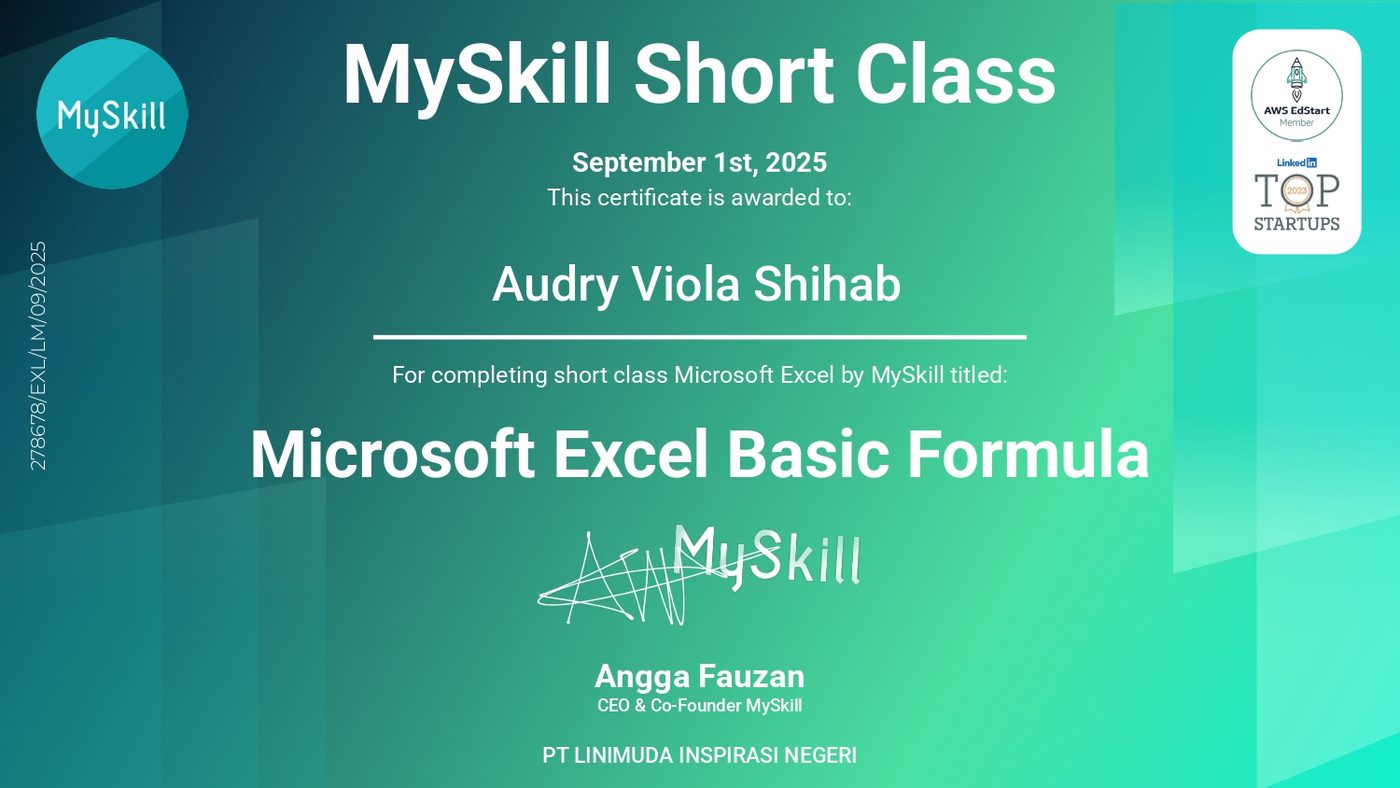 MySkill Short Class
MySkill
AWS EdStart
Member
LinkedIn
TOP
2023
STARTUPS
September 1st, 2025
This certificate is awarded to:
Audry Viola Shihab
For completing short class Microsoft Excel by MySkill titled:
Microsoft Excel Basic Formula
MySkill
Angga Fauzan
CEO & Co-Founder MySkill
PT LINIMUDA INSPIRASI NEGERI
278678/EXL/LM/09/2025